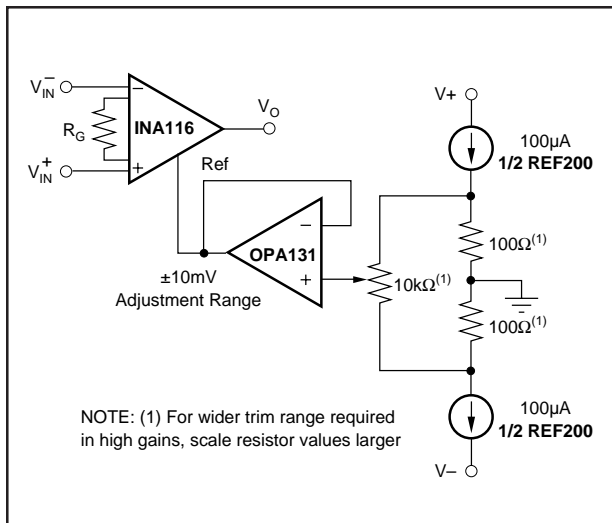 V⁻IN
RG
V⁺IN
INA116
−
+
VO
Ref
OPA131
−
+
±10mV
Adjustment Range
V+
100µA
1/2 REF200
100Ω(1)
10kΩ(1)
100Ω(1)
100µA
1/2 REF200
V–
NOTE: (1) For wider trim range required
in high gains, scale resistor values larger